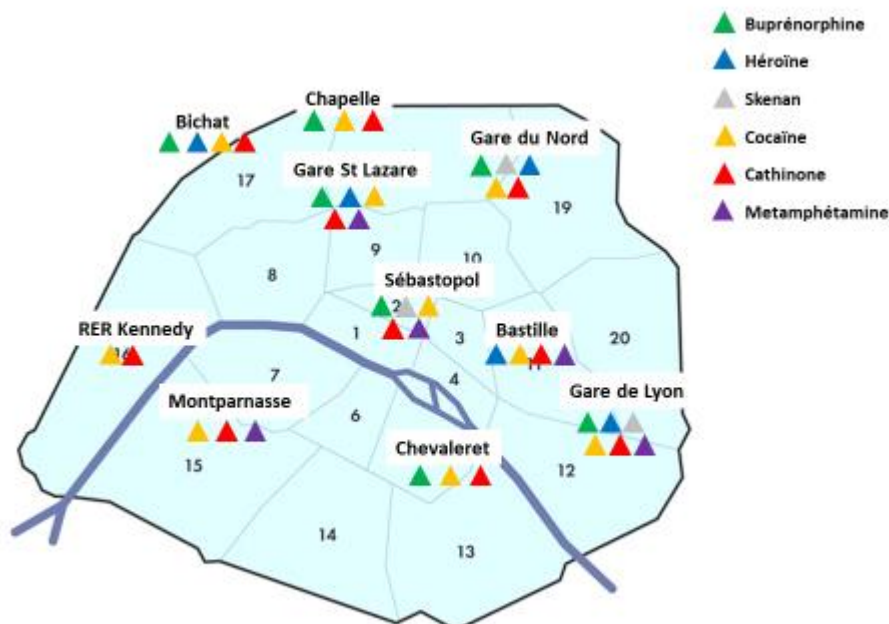 Buprénorphine
Héroïne
Skenan
Cocaïne
Cathinone
Metamphétamine
Chapelle
Bichat
Gare du Nord
Gare St Lazare
17
19
9
10
8
Sébastopol
2
RER Kennedy
1
3
Bastille
20
16
11
7
4
Gare de Lyon
Montparnasse
6
Chevaleret
15
12
14
13